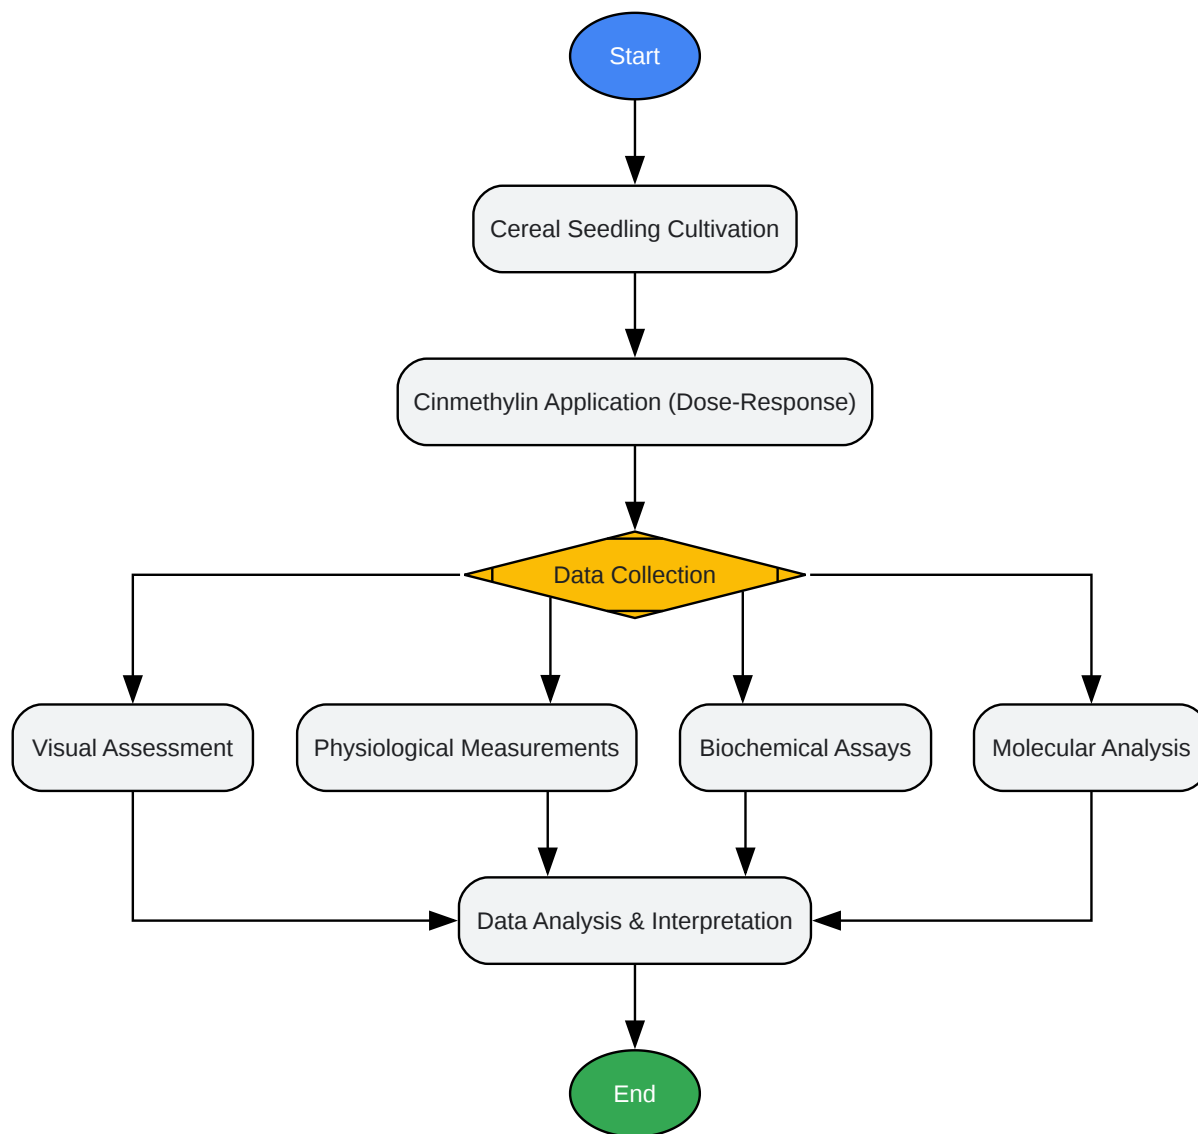 Start
Cereal Seedling Cultivation
Cinmethylin Application (Dose-Response)
Data Collection
Visual Assessment
Physiological Measurements
Biochemical Assays
Molecular Analysis
Data Analysis & Interpretation
End